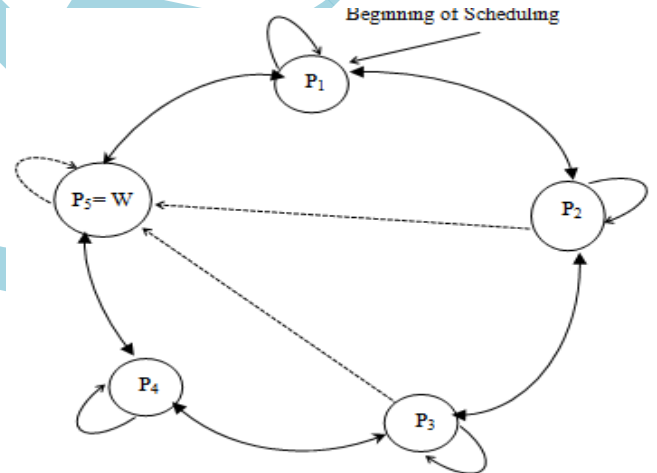 Beginning of Scheduling
P₁
P₅= W
P₂
P₄
P₃